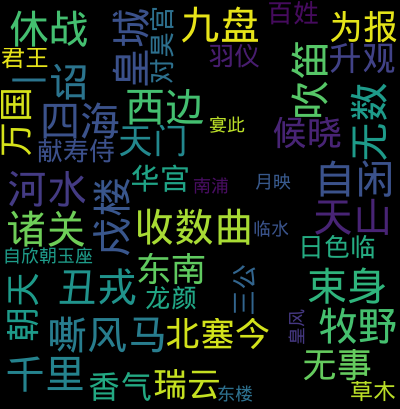 百姓
休战
皇城
对昊宫
九盘
为报
君王
一诏
羽仪
吹笛
升观
万国
四海
西边
宴此
无数
献寿侍
天门
候晓
河水
戍楼
华宫
南浦
月映
自闲
诸关
收数曲
临水
天山
自欣朝玉座
日色临
朝天
丑戎
东南
龙颜
三公
束身
嘶风马
北塞今
皇风
牧野
千里
香气
瑞云
东楼
无事
草木